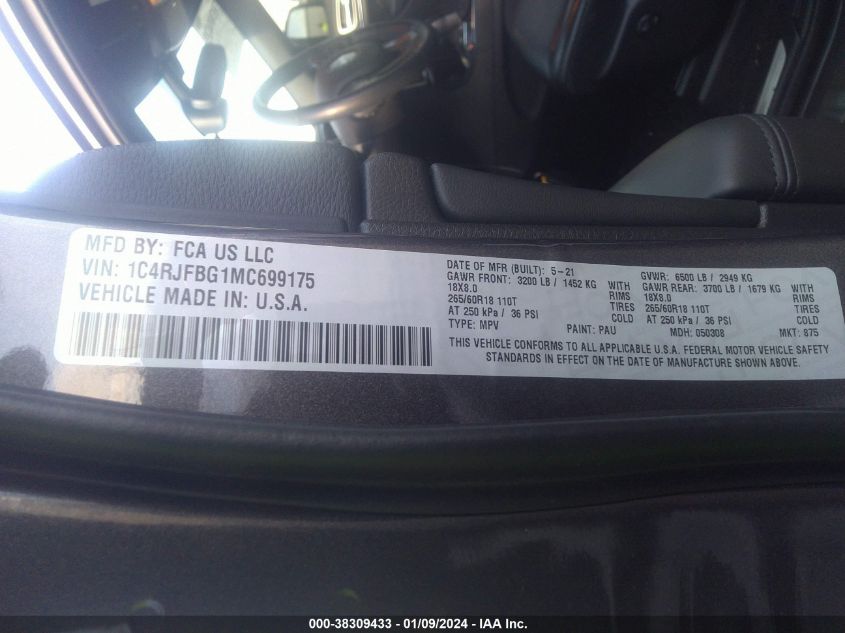 MFD BY: FCA US LLC
VIN: 1C4RJFBG1MC699175
VEHICLE MADE IN: U.S.A.
DATE OF MFR (BUILT): 5-21
GVWR: 6500 LB / 2949 KG
GAWR FRONT: 3200 LB / 1452 KG WITH
18X8.0 RIMS
265/60R18 110T TIRES
AT 250 kPa / 36 PSI COLD
GAWR REAR: 3700 LB / 1679 KG WITH
18X8.0 RIMS
265/60R18 110T TIRES
AT 250 kPa / 36 PSI COLD
TYPE: MPV PAINT: PAU MDH: 050308 MKT: 875
THIS VEHICLE CONFORMS TO ALL APPLICABLE U.S.A. FEDERAL MOTOR VEHICLE SAFETY
STANDARDS IN EFFECT ON THE DATE OF MANUFACTURE SHOWN ABOVE.
000-38309433 - 01/09/2024 - IAA Inc.